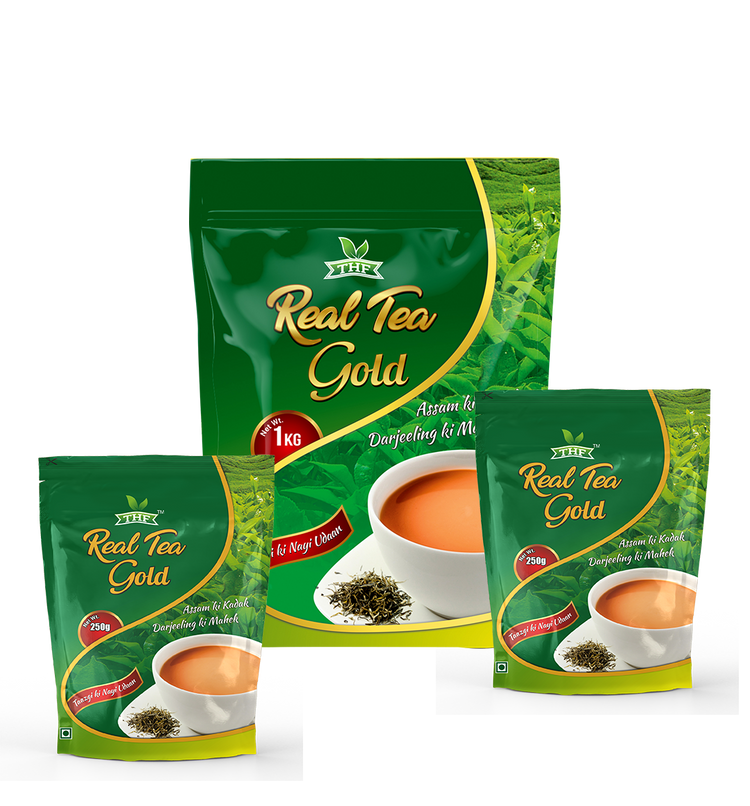 THF
Real Tea
Gold
Net Wt.
1KG
Assam ki
Darjeeling ki
i ki Nayi Udaan
THF™
Real Tea
Gold
Net Wt.
250g
Assam ki Kadak
Darjeeling ki Mahek
Taazgi ki Nayi Udaan
THF™
Real Tea
Gold
Net Wt.
250g
Assam ki Kadak
Darjeeling ki Mahek
Taazgi ki Nayi Udaan